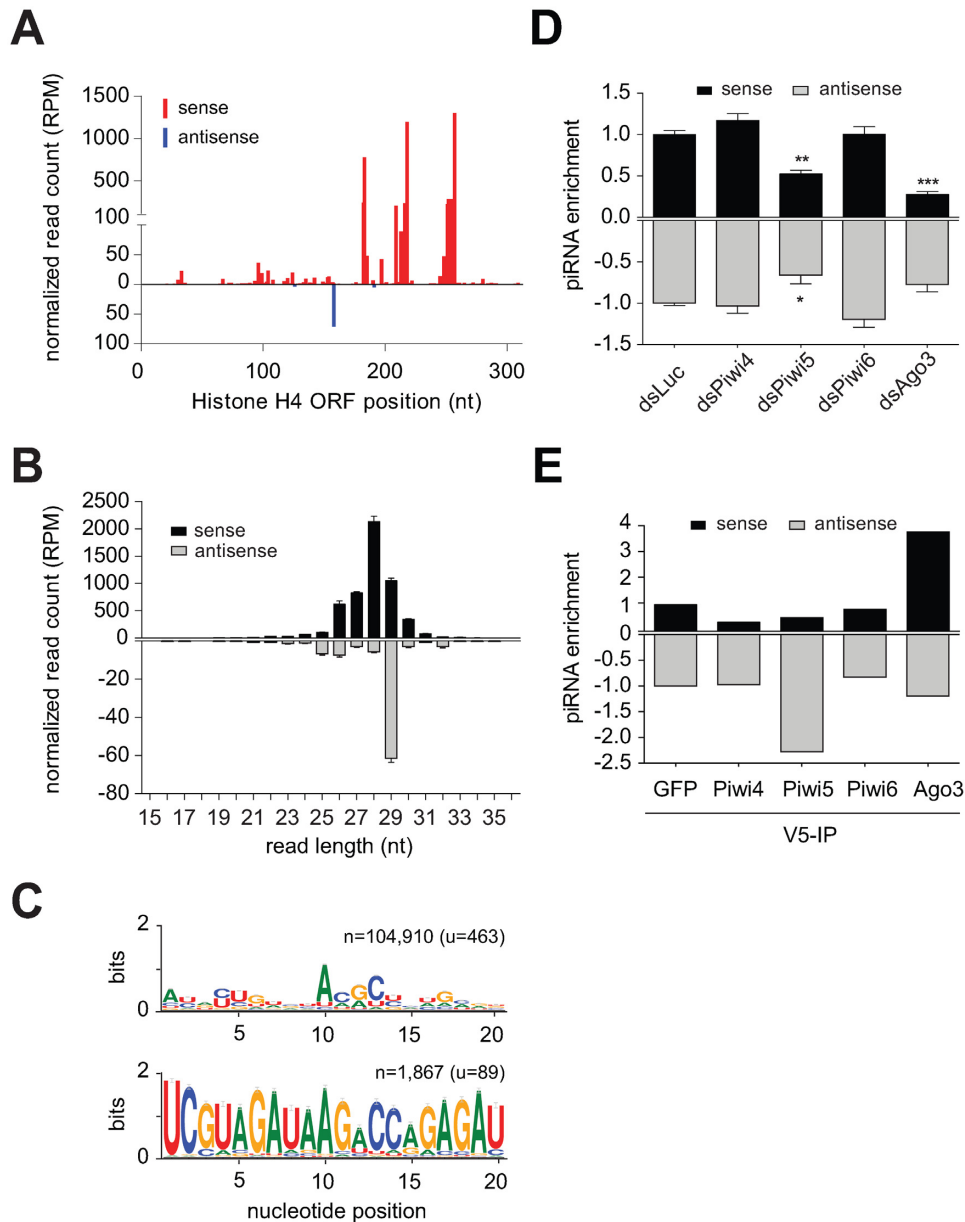 A
normalized read count (RPM)
1500
1000
500
100
50
0
50
100
sense
antisense
0
100
200
300
Histone H4 ORF position (nt)
B
normalized read count (RPM)
2500
2000
1500
1000
500
0
-20
-40
-60
-80
sense
antisense
15
17
19
21
23
25
27
29
31
33
35
read length (nt)
C
bits
2
0
n=104,910 (u=463)
5
10
15
20
bits
2
0
n=1,867 (u=89)
UCGUAGAUAAGACCAGAGAU
5
10
15
20
nucleotide position
D
piRNA enrichment
1.5
1.0
0.5
0.0
-0.5
-1.0
-1.5
sense
antisense
**
***
*
dsLuc
dsPiwi4
dsPiwi5
dsPiwi6
dsAgo3
E
piRNA enrichment
4
3
2
1
0
-0.5
-1.0
-1.5
-2.0
-2.5
sense
antisense
GFP
Piwi4
Piwi5
Piwi6
Ago3
V5-IP